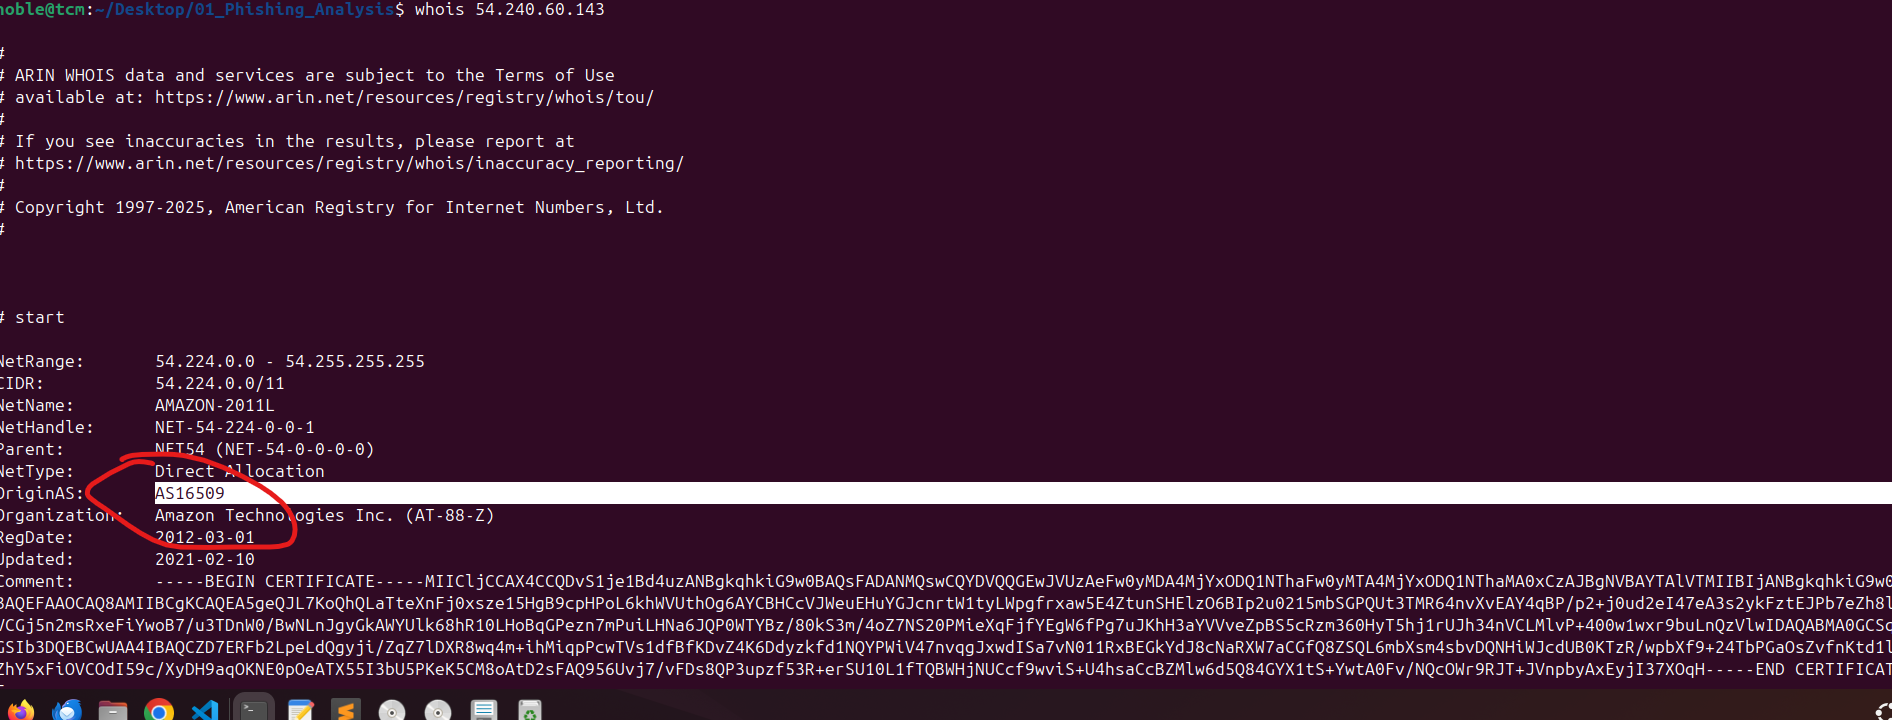 noble@tcm:~/Desktop/01_Phishing_Analysis$ whois 54.240.60.143
#
# ARIN WHOIS data and services are subject to the Terms of Use
# available at: https://www.arin.net/resources/registry/whois/tou/
#
# If you see inaccuracies in the results, please report at
# https://www.arin.net/resources/registry/whois/inaccuracy_reporting/
#
# Copyright 1997-2025, American Registry for Internet Numbers, Ltd.
#
# start
NetRange: 54.224.0.0 - 54.255.255.255
CIDR: 54.224.0.0/11
NetName: AMAZON-2011L
NetHandle: NET-54-224-0-0-1
Parent: NET54 (NET-54-0-0-0-0)
NetType: Direct Allocation
OriginAS: AS16509
Organization: Amazon Technologies Inc. (AT-88-Z)
RegDate: 2012-03-01
Updated: 2021-02-10
Comment: -----BEGIN CERTIFICATE-----MIICljCCAX4CCQDvS1je1Bd4uzANBgkqhkiG9w0BAQsFADANMQswCQYDVQQGEwJVUzAeFw0yMDA4MjYxODQ1NThaFw0yMTA4MjYxODQ1NThaMA0xCzAJBgNVBAYTAlVTMIIBIjANBgkqhkiG9w0
BAQEFAAOCAQ8AMIIBCgKCAQEA5geQJL7KoQhQLaTteXnFj0xsze15HgB9cpHPoL6khWVUthOg6AYCBHCcVJWeuEHuYGJcnrtW1tyLWpgfrxaw5E4ZtunSHElzO6BIp2u0215mbSGPQUt3TMR64nvXvEAY4qBP/p2+j0ud2eI47eA3s2ykFztEJPb7eZh8l
VCGj5n2msRxeFiYwoB7/u3TDnW0/BwNLnJgyGkAWYUlk68hR10LHoBqGPezn7mPuiLHNa6JQP0WTYBz/80kS3m/4oZ7NS20PMieXqFjfYEgW6fPg7uJKhH3aYVVveZpBS5cRzm360HyT5hj1rUJh34nVCLMlvP+400w1wxr9buLnQzVlwIDAQABMA0GCSq
GSIb3DQEBCwUAA4IBAQCZD7ERFb2LpeLdQgyji/ZqZ7lDXR8wq4m+ihMiqpPcwTVs1dfBfKDvZ4K6Ddyzkfd1NQYPWiV47nvqgJxwdISa7vN011RxBEGkYdJ8cNaRXW7aCGfQ8ZSQL6mbXsm4sbvDQNHiWJcdUB0KTzR/wpbXf9+24TbPGaOsZvfnKtd1l
ZhY5xFiOVCOdI59c/XyDH9aqOKNE0pOeATX55I3bU5PKeK5CM8oAtD2sFAQ956Uvj7/vFDs8QP3upzf53R+erSU10L1fTQBWHjNUCcf9wviS+U4hsaCcBZMlw6d5Q84GYX1tS+YwtA0Fv/NQcOWr9RJT+JVnpbyAxEyjI37XOqH-----END CERTIFICAT